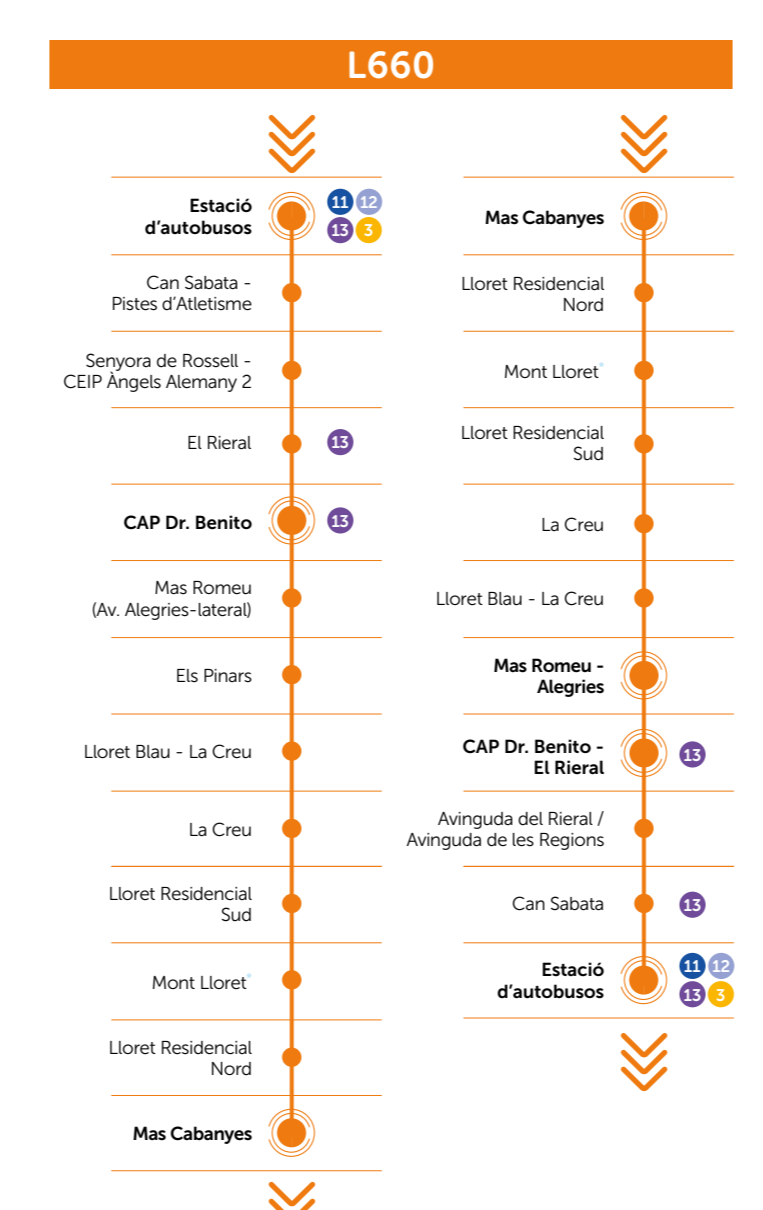 L660
Estació
d'autobusos
11 12
13 3
Can Sabata -
Pistes d'Atletisme
Senyora de Rossell -
CEIP Àngels Alemany 2
El Rieral
13
CAP Dr. Benito
13
Mas Romeu
(Av. Alegries-lateral)
Els Pinars
Lloret Blau - La Creu
La Creu
Lloret Residencial
Sud
Mont Lloret*
Lloret Residencial
Nord
Mas Cabanyes
Mas Cabanyes
Lloret Residencial
Nord
Mont Lloret*
Lloret Residencial
Sud
La Creu
Lloret Blau - La Creu
Mas Romeu -
Alegries
CAP Dr. Benito -
El Rieral
13
Avinguda del Rieral /
Avinguda de les Regions
Can Sabata
13
Estació
d'autobusos
11 12
13 3